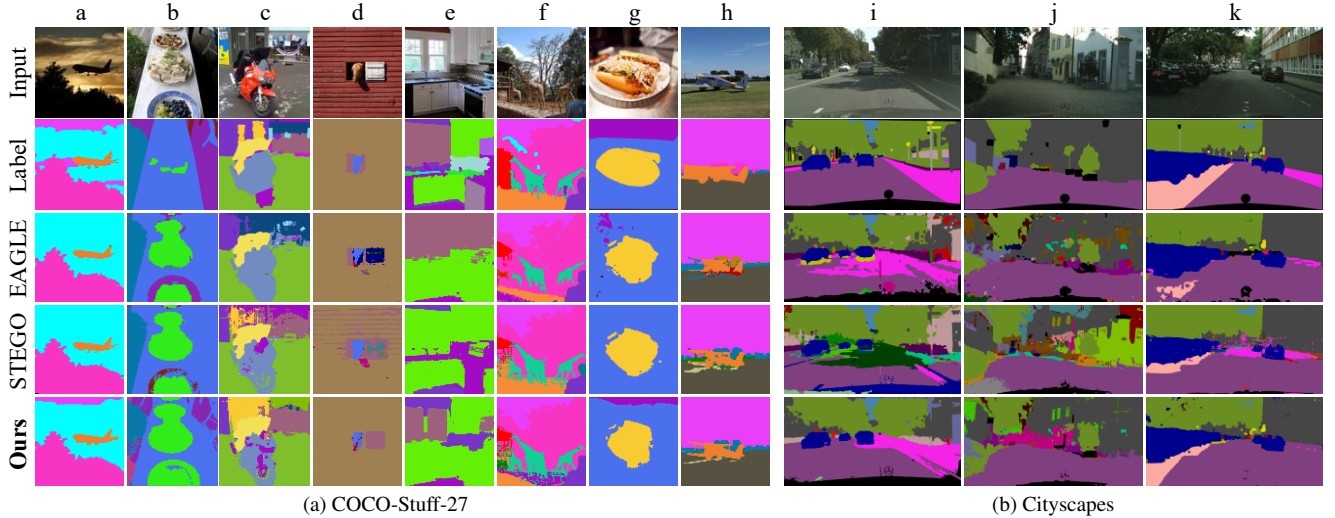 a b c d e f g h i j k
Input
Label
EAGLE
STEGO
Ours
(a) COCO-Stuff-27
(b) Cityscapes